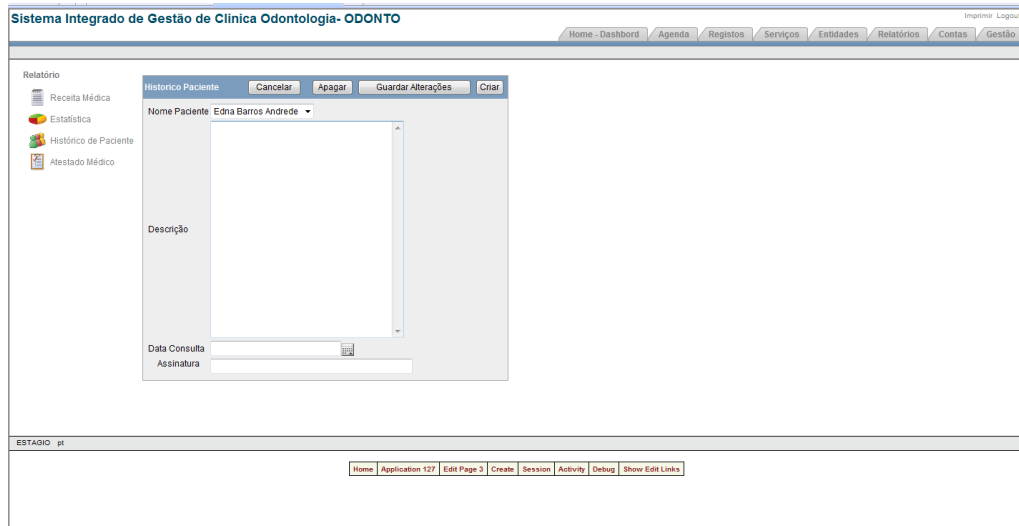 Sistema Integrado de Gestão de Clinica Odontologia- ODONTO
Imprimir Logout
Home - Dashbord Agenda Registos Serviços Entidades Relatórios Contas Gestão
Relatório
Receita Médica
Estatística
Histórico de Paciente
Atestado Médico
Historico Paciente Cancelar Apagar Guardar Alterações Criar
Nome Paciente Edna Barros Andrede
Descrição
Data Consulta
Assinatura
ESTAGIO pt
Home Application 127 Edit Page 3 Create Session Activity Debug Show Edit Links